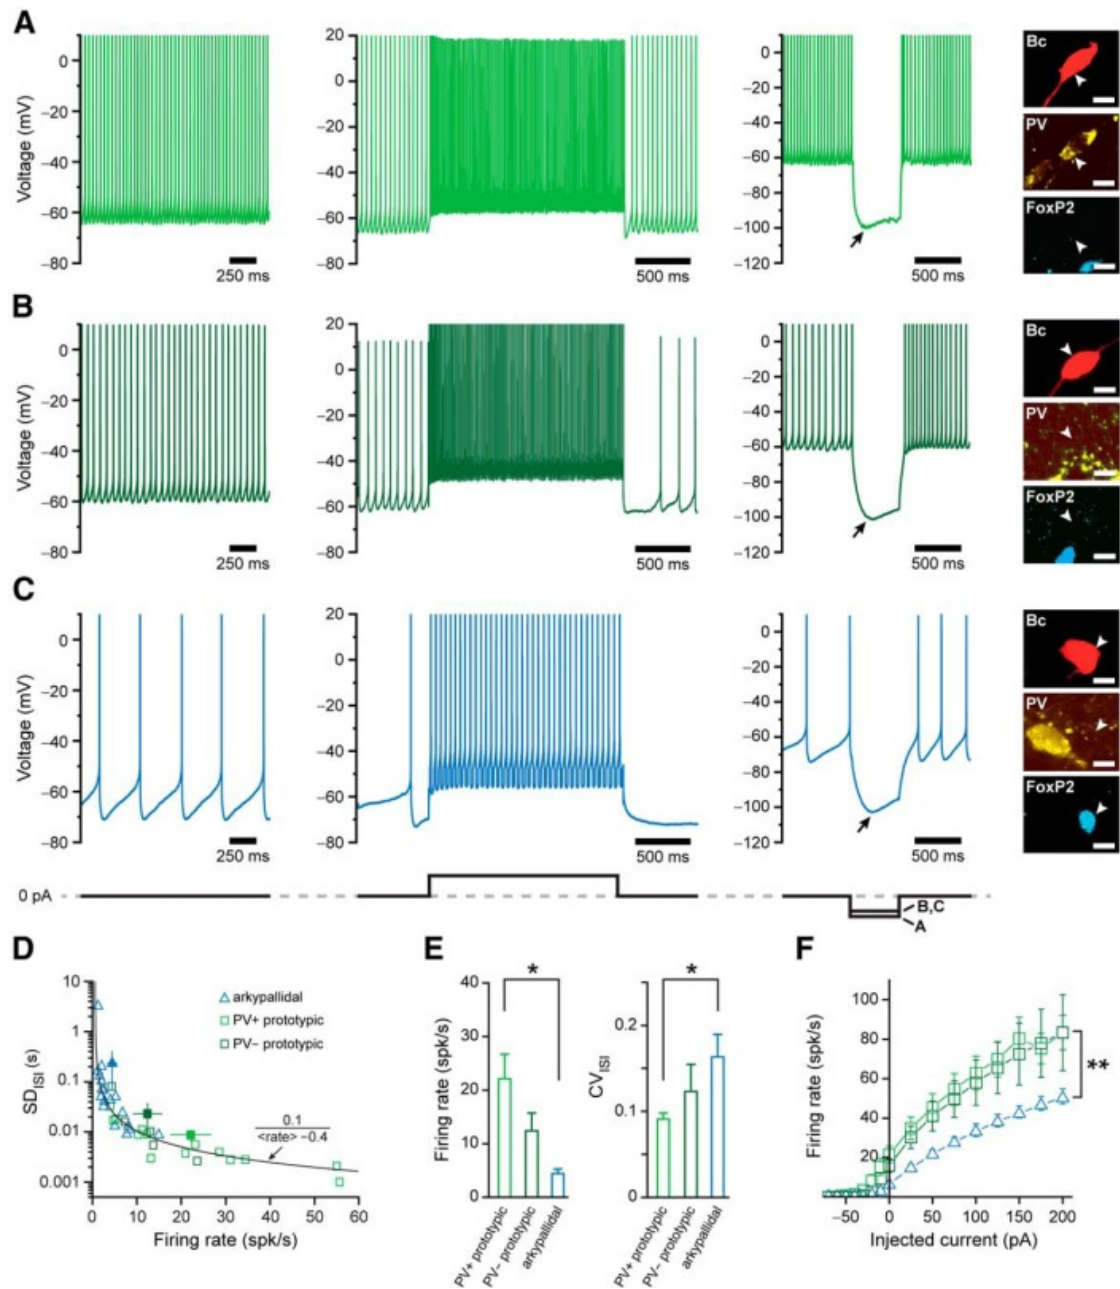 A
Voltage (mV)
0
−20
−40
−60
−80
250 ms
20
0
−20
−40
−60
−80
500 ms
0
−20
−40
−60
−80
−100
−120
500 ms
Bc
PV
FoxP2
B
Voltage (mV)
0
−20
−40
−60
−80
250 ms
20
0
−20
−40
−60
−80
500 ms
0
−20
−40
−60
−80
−100
−120
500 ms
Bc
PV
FoxP2
C
Voltage (mV)
0
−20
−40
−60
−80
250 ms
20
0
−20
−40
−60
−80
500 ms
0
−20
−40
−60
−80
−100
−120
500 ms
Bc
PV
FoxP2
0 pA
B,C
A
D
SD_ISI (s)
10
1
0.1
0.01
0.001
arkypallidal
PV+ prototypic
PV− prototypic
0.1
<rate> −0.4
0 10 20 30 40 50 60
Firing rate (spk/s)
E
Firing rate (spk/s)
40
30
20
10
0
*
PV+ prototypic
PV− prototypic
arkypallidal
CV_ISI
0.2
0.1
0
*
PV+ prototypic
PV− prototypic
arkypallidal
F
Firing rate (spk/s)
100
80
60
40
20
**
−50 0 50 100 150 200
Injected current (pA)